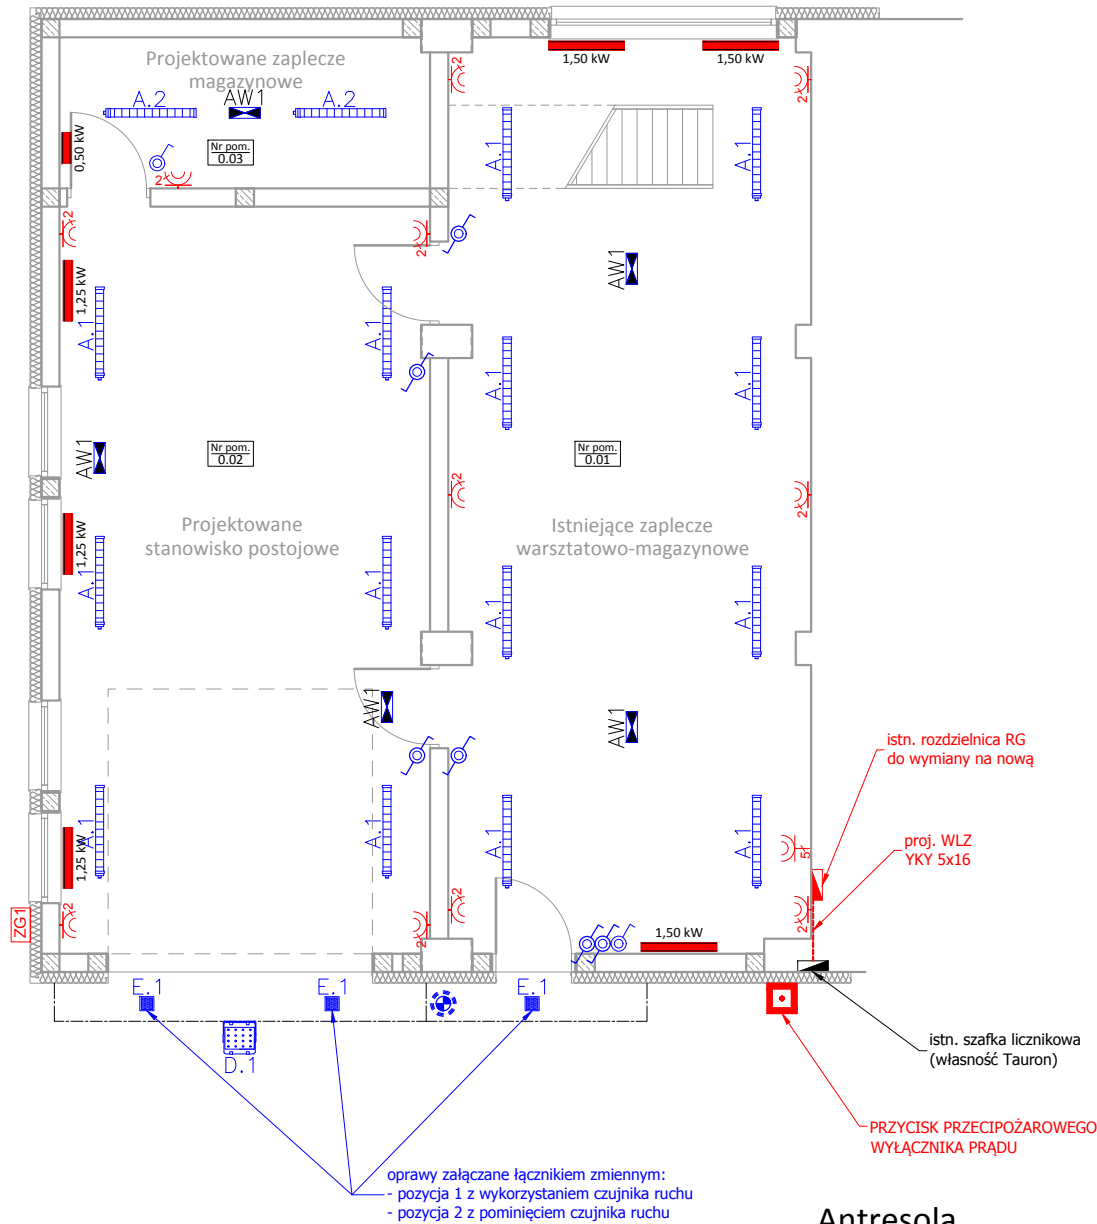 1,50 kW
1,50 kW
Projektowane zaplecze
magazynowe
2
2
A.2
AW1
A.2
0,50 kW
Nr pom.
0.03
A.1
A.1
2
2
2
AW1
1,25 kW
A.1
A.1
A.1
A.1
AW1
Nr pom.
0.02
Nr pom.
0.01
2
2
1,25 kW
Projektowane
stanowisko postojowe
Istniejące zaplecze
warsztatowo-magazynowe
A.1
A.1
A.1
A.1
AW1
AW1
istn. rozdzielnica RG
do wymiany na nową
1,25 kW
A.1
A.1
A.1
A.1
5
proj. WLZ
YKY 5x16
ZG1
2
2
2
2
1,50 kW
E.1
E.1
E.1
D.1
istn. szafka licznikowa
(własność Tauron)
PRZYCISK PRZECIPOŻAROWEGO
WYŁĄCZNIKA PRĄDU
oprawy załączane łącznikiem zmiennym:
- pozycja 1 z wykorzystaniem czujnika ruchu
- pozycja 2 z pominięciem czujnika ruchu
Antresola